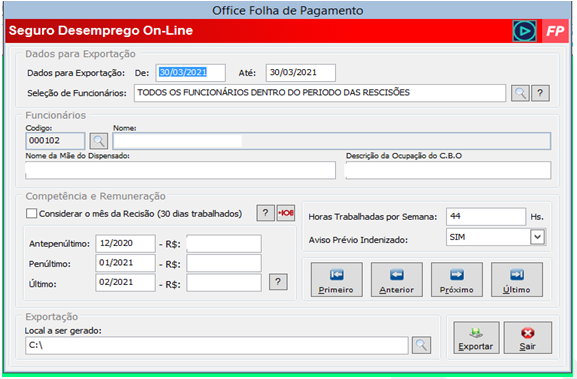 Office Folha de Pagamento
Seguro Desemprego On-Line FP
Dados para Exportação
Dados para Exportação: De: 30/03/2021 Até: 30/03/2021
Seleção de Funcionários: TODOS OS FUNCIONÁRIOS DENTRO DO PERIODO DAS RESCISÕES ?
Funcionários
Codigo: Nome:
000102
Nome da Mãe do Dispensado: Descrição da Ocupação do C.B.O
Competência e Remuneração
Considerar o mês da Recisão (30 dias trabalhados) ?
Horas Trabalhadas por Semana: 44 Hs.
Aviso Prévio Indenizado: SIM
Antepenúltimo: 12/2020 - R$:
Penúltimo: 01/2021 - R$:
Último: 02/2021 - R$: ?
Primeiro Anterior Próximo Último
Exportação
Local a ser gerado:
C:\
Exportar Sair